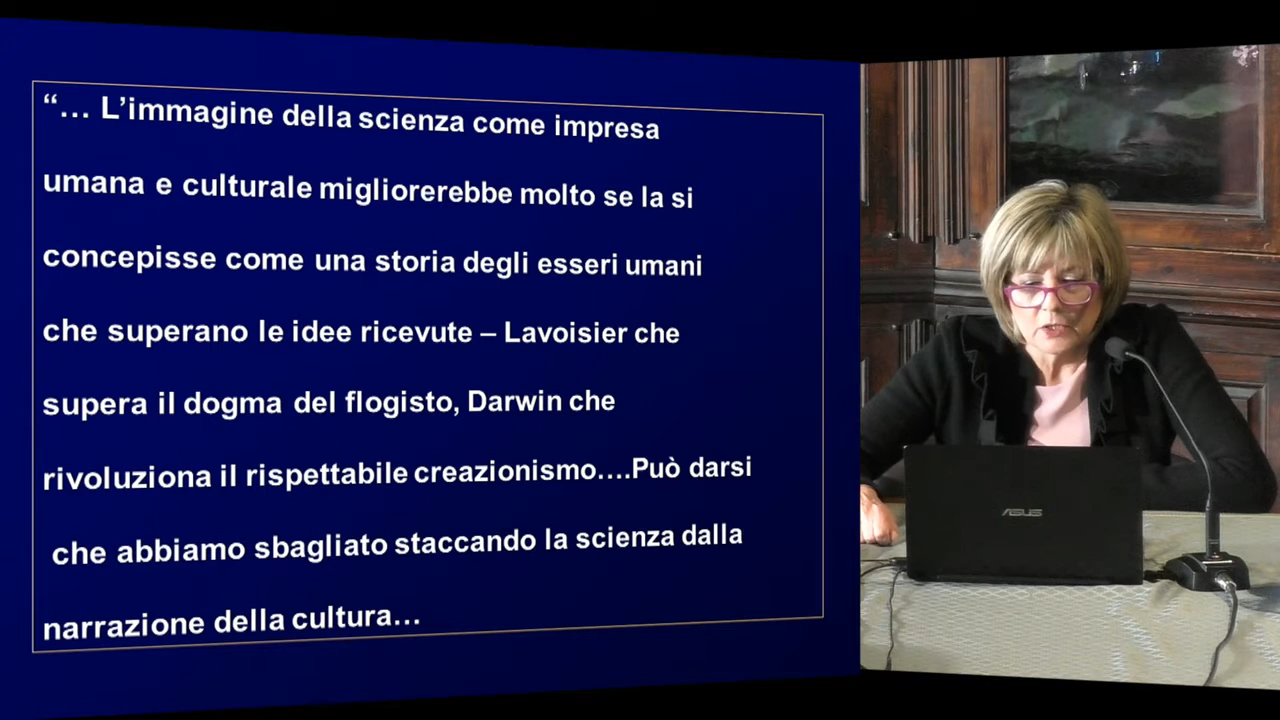 “… L’immagine della scienza come impresa
umana e culturale migliorerebbe molto se la si
concepisse come una storia degli esseri umani
che superano le idee ricevute – Lavoisier che
supera il dogma del flogisto, Darwin che
rivoluziona il rispettabile creazionismo….Può darsi
che abbiamo sbagliato staccando la scienza dalla
narrazione della cultura…
ASUS